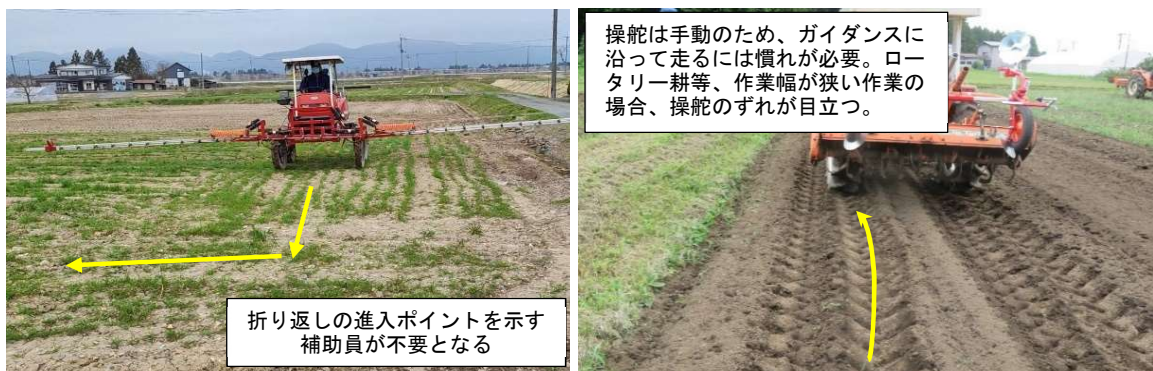 折り返しの進入ポイントを示す
補助員が不要となる
操舵は手動のため、ガイダンスに
沿って走るには慣れが必要。ロー
タリー耕等、作業幅が狭い作業の
場合、操舵のずれが目立つ。